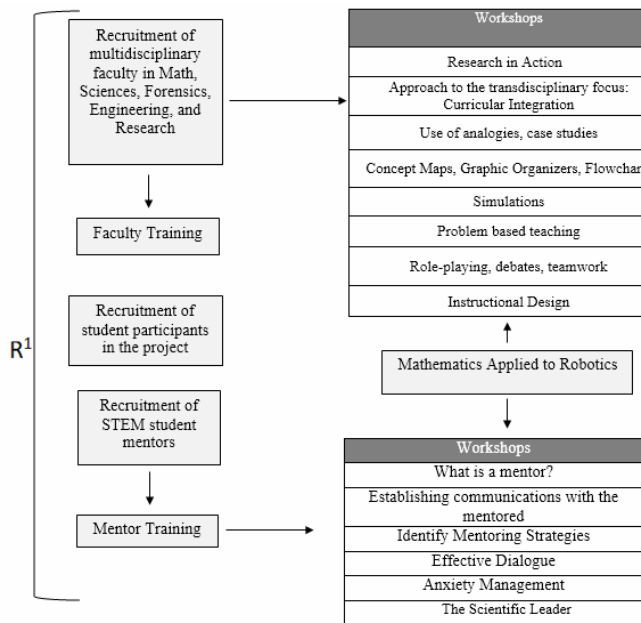 R¹
Recruitment of
multidisciplinary
faculty in Math,
Sciences, Forensics,
Engineering, and
Research
Faculty Training
Recruitment of
student participants
in the project
Recruitment of
STEM student
mentors
Mentor Training
Workshops
Research in Action
Approach to the transdisciplinary focus:
Curricular Integration
Use of analogies, case studies
Concept Maps, Graphic Organizers, Flowchar
Simulations
Problem based teaching
Role-playing, debates, teamwork
Instructional Design
Mathematics Applied to Robotics
Workshops
What is a mentor?
Establishing communications with the
mentored
Identify Mentoring Strategies
Effective Dialogue
Anxiety Management
The Scientific Leader